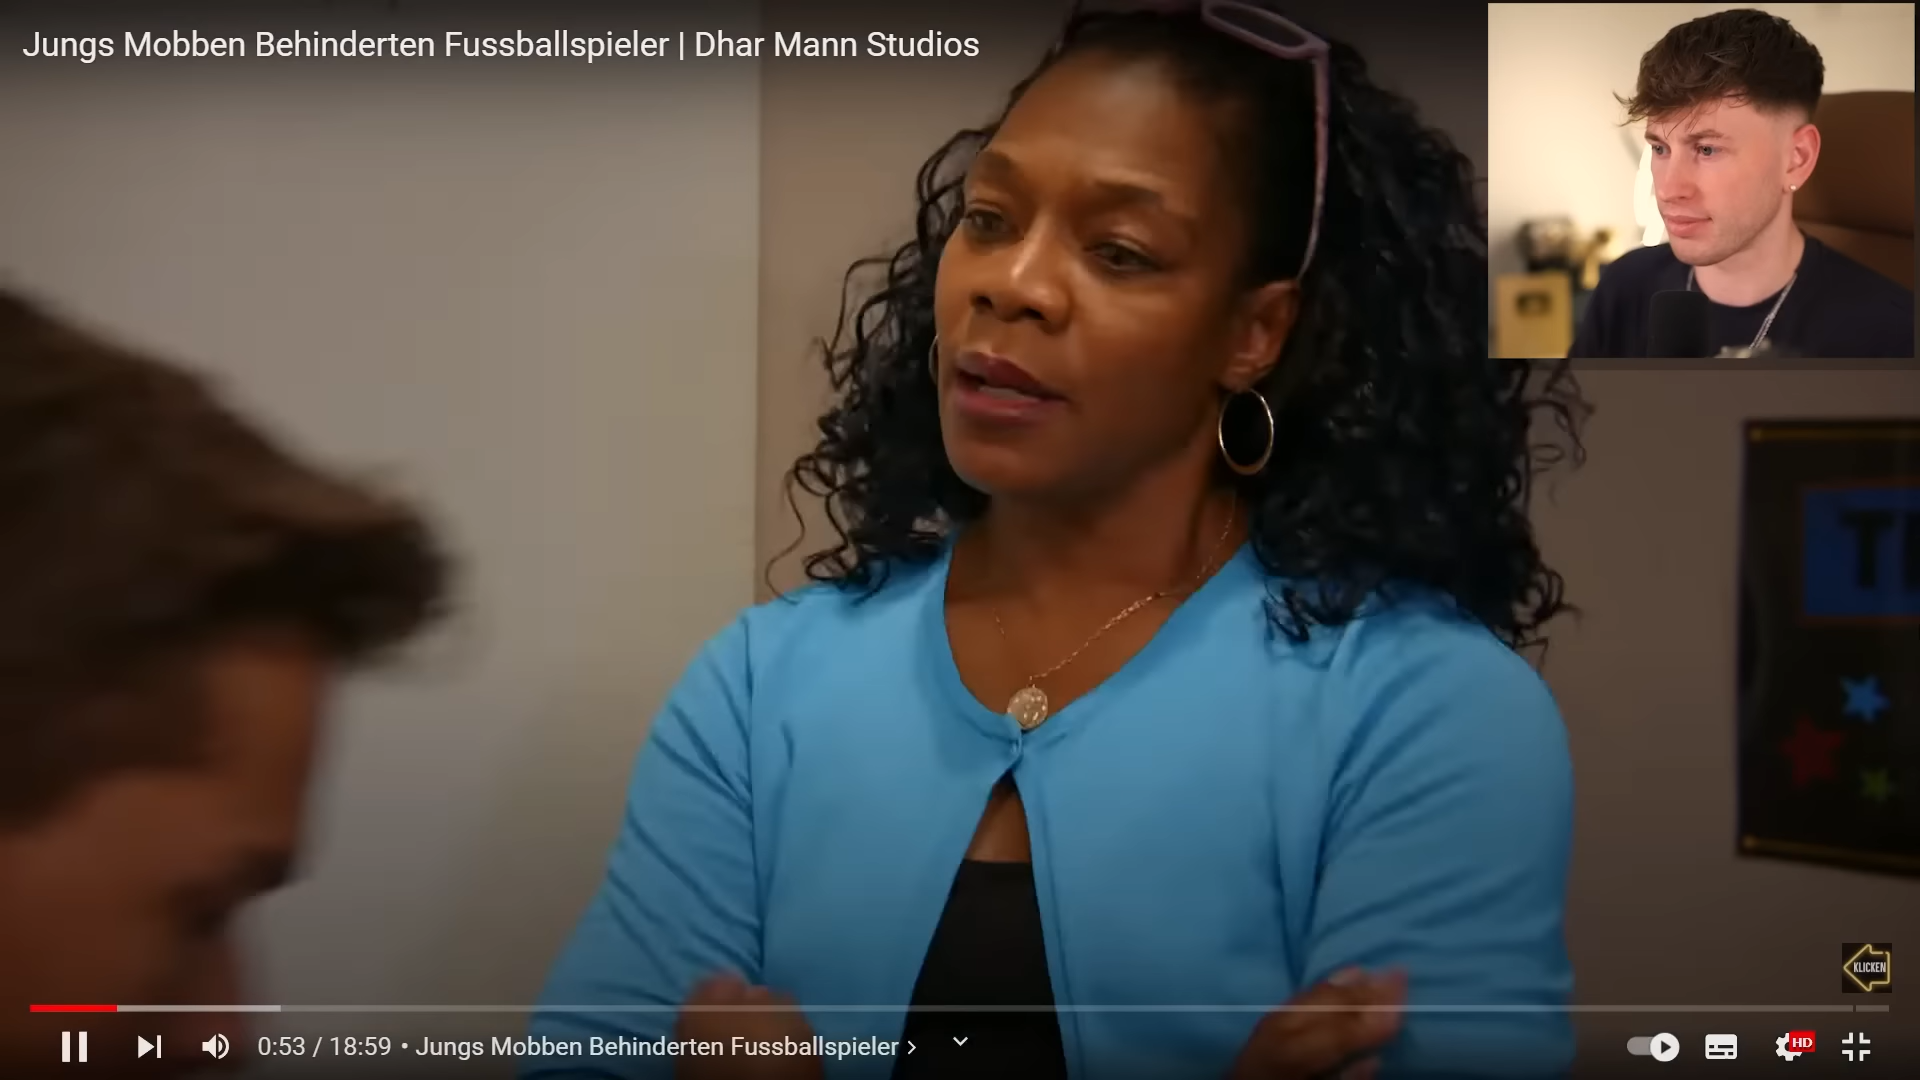 Jungs Mobben Behinderten Fussballspieler | Dhar Mann Studios
KLICKEN
0:53 / 18:59 • Jungs Mobben Behinderten Fussballspieler
HD